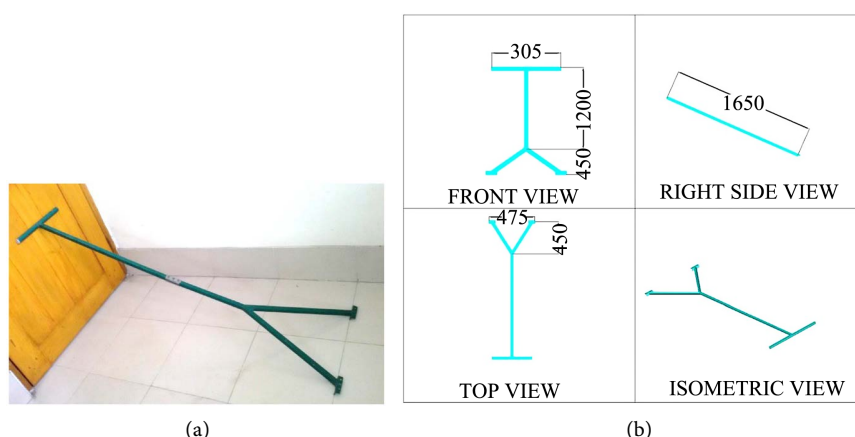 305
1200
450
FRONT VIEW
1650
RIGHT SIDE VIEW
475
450
TOP VIEW
ISOMETRIC VIEW
(a)
(b)